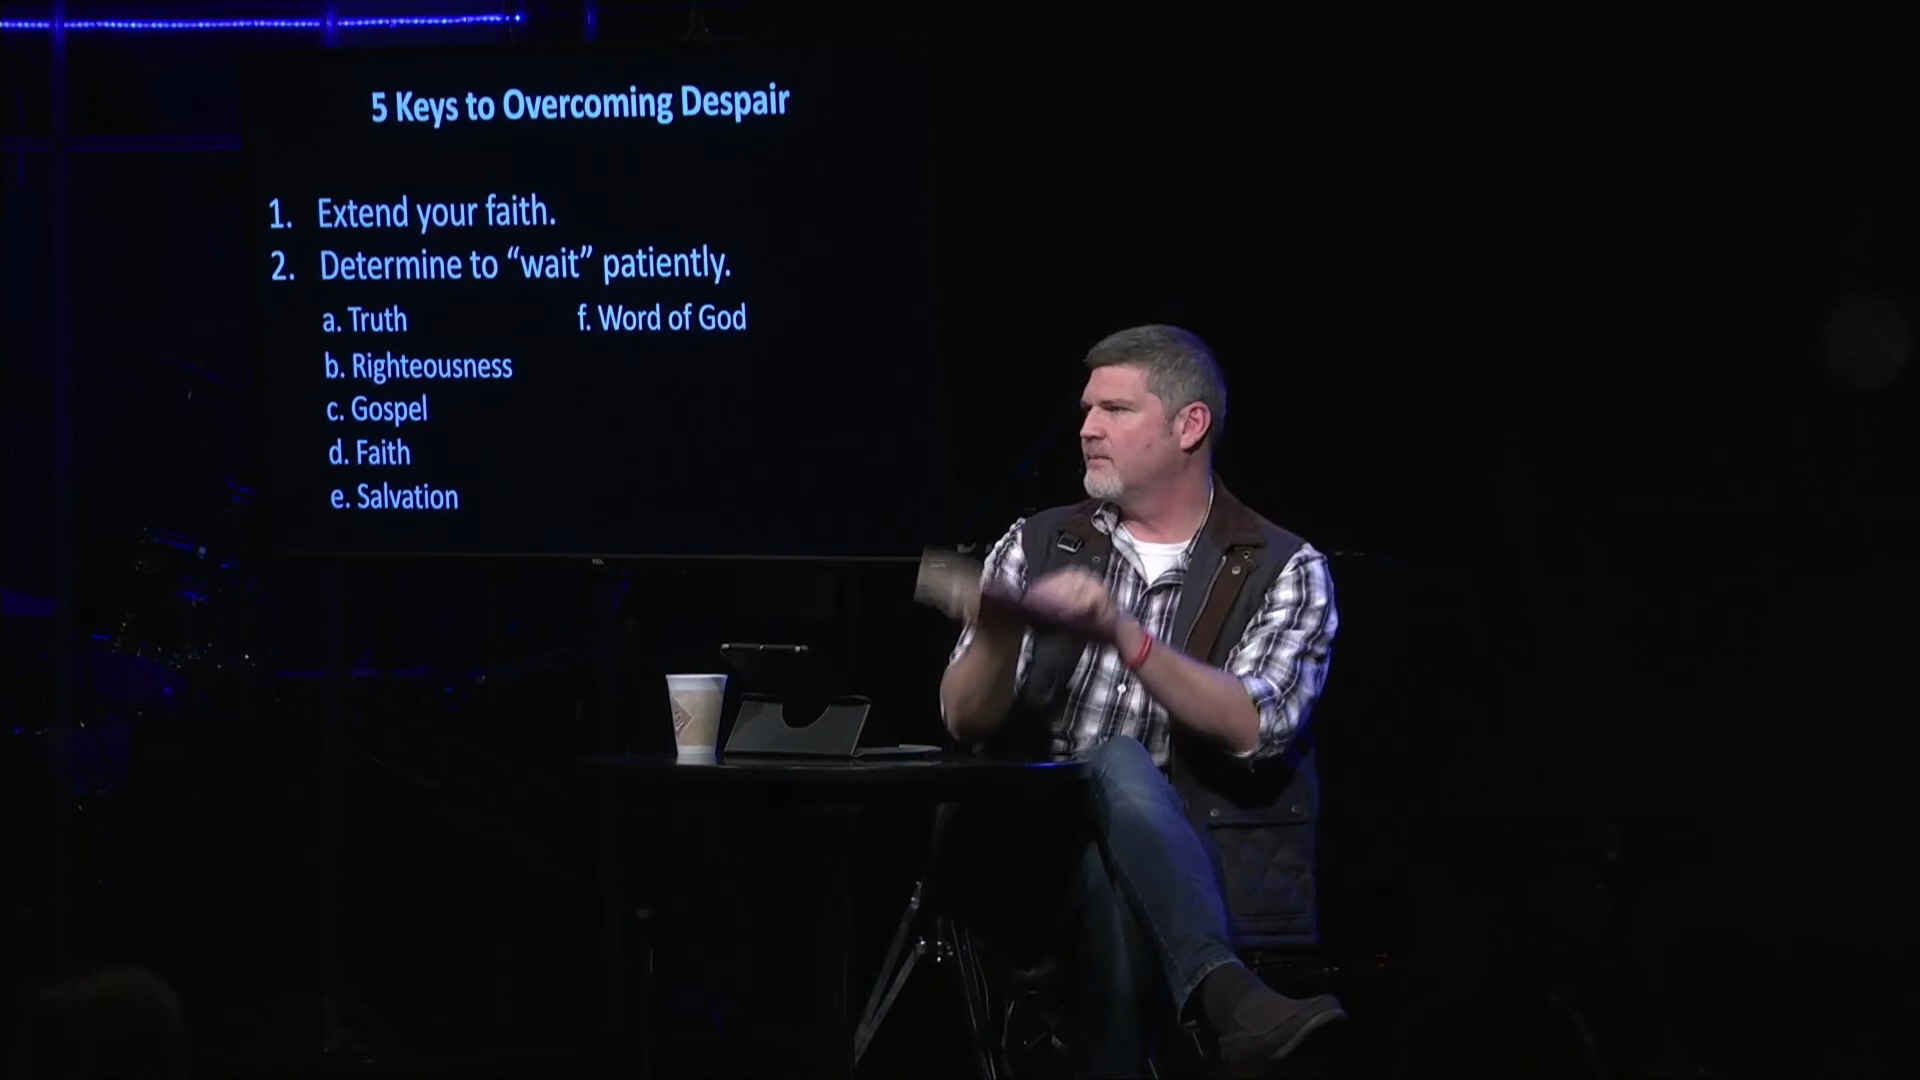 5 Keys to Overcoming Despair
1. Extend your faith.
2. Determine to “wait” patiently.
a. Truth
f. Word of God
b. Righteousness
c. Gospel
d. Faith
e. Salvation
TCL